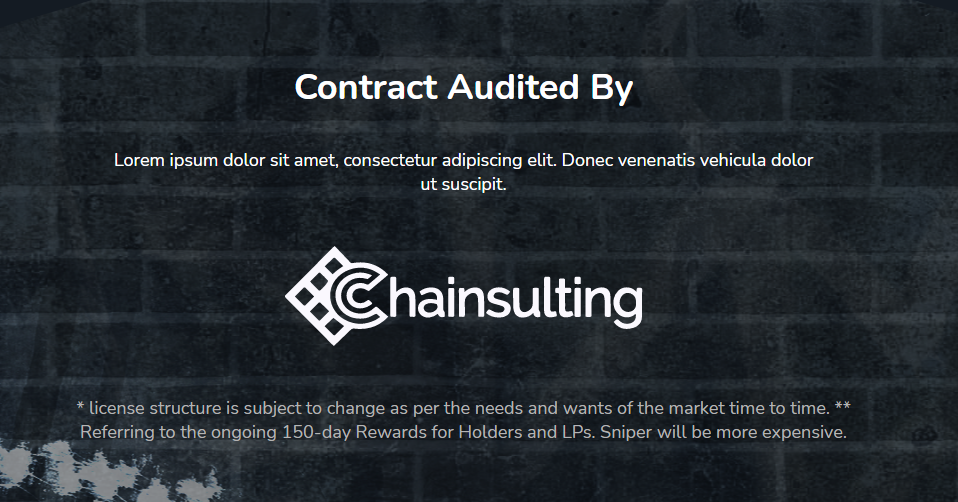 Contract Audited By
Lorem ipsum dolor sit amet, consectetur adipiscing elit. Donec venenatis vehicula dolor
ut suscipit.
Chainsulting
* license structure is subject to change as per the needs and wants of the market time to time. **
Referring to the ongoing 150-day Rewards for Holders and LPs. Sniper will be more expensive.